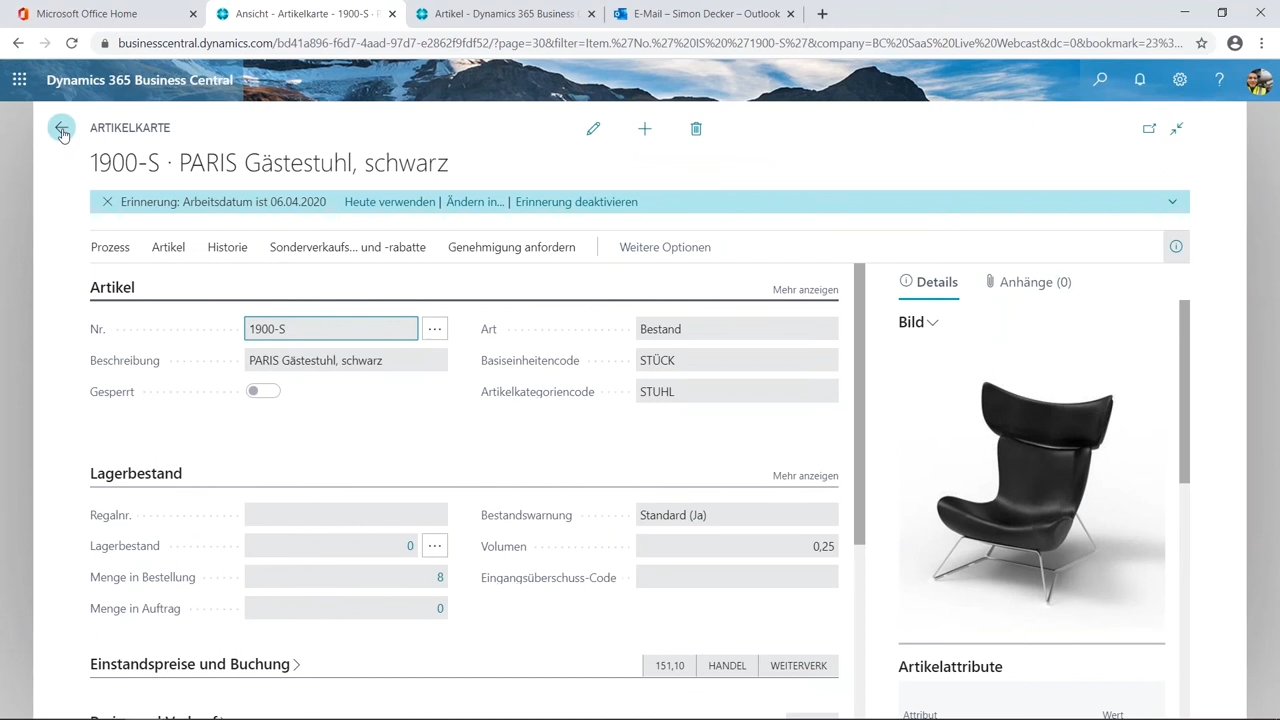 Microsoft Office Home
Ansicht - Artikelkarte - 1900-S · P
Artikel - Dynamics 365 Business C
E-Mail – Simon Decker – Outlook
businesscentral.dynamics.com/bd41a896-f6d7-4aad-97d7-e2862f9fdf52/?page=30&filter=Item.%27No.%27%20IS%20%271900-S%27&company=BC%20SaaS%20Live%20Webcast&dc=0&bookmark=23%3...
Dynamics 365 Business Central
ARTIKELKARTE
1900-S · PARIS Gästestuhl, schwarz
Erinnerung: Arbeitsdatum ist 06.04.2020 Heute verwenden | Ändern in... | Erinnerung deaktivieren
Prozess Artikel Historie Sonderverkaufs... und -rabatte Genehmigung anfordern Weitere Optionen
Artikel Mehr anzeigen
Nr. 1900-S ... Art Bestand
Beschreibung PARIS Gästestuhl, schwarz Basiseinheitencode STÜCK
Gesperrt Artikelkategoriencode STUHL
Lagerbestand Mehr anzeigen
Regalnr. Bestandswarnung Standard (Ja)
Lagerbestand 0 ... Volumen 0,25
Menge in Bestellung 8 Eingangsüberschuss-Code
Menge in Auftrag 0
Einstandspreise und Buchung 151,10 HANDEL WEITERVERK
Details Anhänge (0)
Bild
Artikelattribute
Attribut Wert